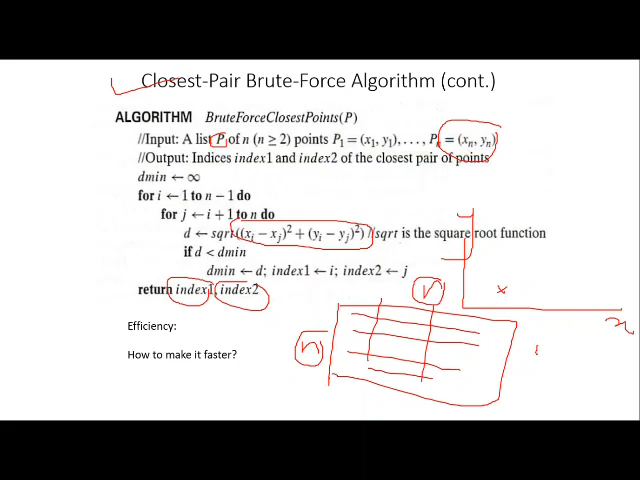 Closest-Pair Brute-Force Algorithm (cont.)
ALGORITHM BruteForceClosestPoints(P)
//Input: A list P of n (n ≥ 2) points P₁ = (x₁, y₁), . . . , Pₙ = (xₙ, yₙ)
//Output: Indices index1 and index2 of the closest pair of points
dmin ← ∞
for i ← 1 to n − 1 do
for j ← i + 1 to n do
d ← sqrt((xᵢ − xⱼ)² + (yᵢ − yⱼ)²) //sqrt is the square root function
if d < dmin
dmin ← d; index1 ← i; index2 ← j
return index1, index2
Efficiency:
How to make it faster?
n
n
x